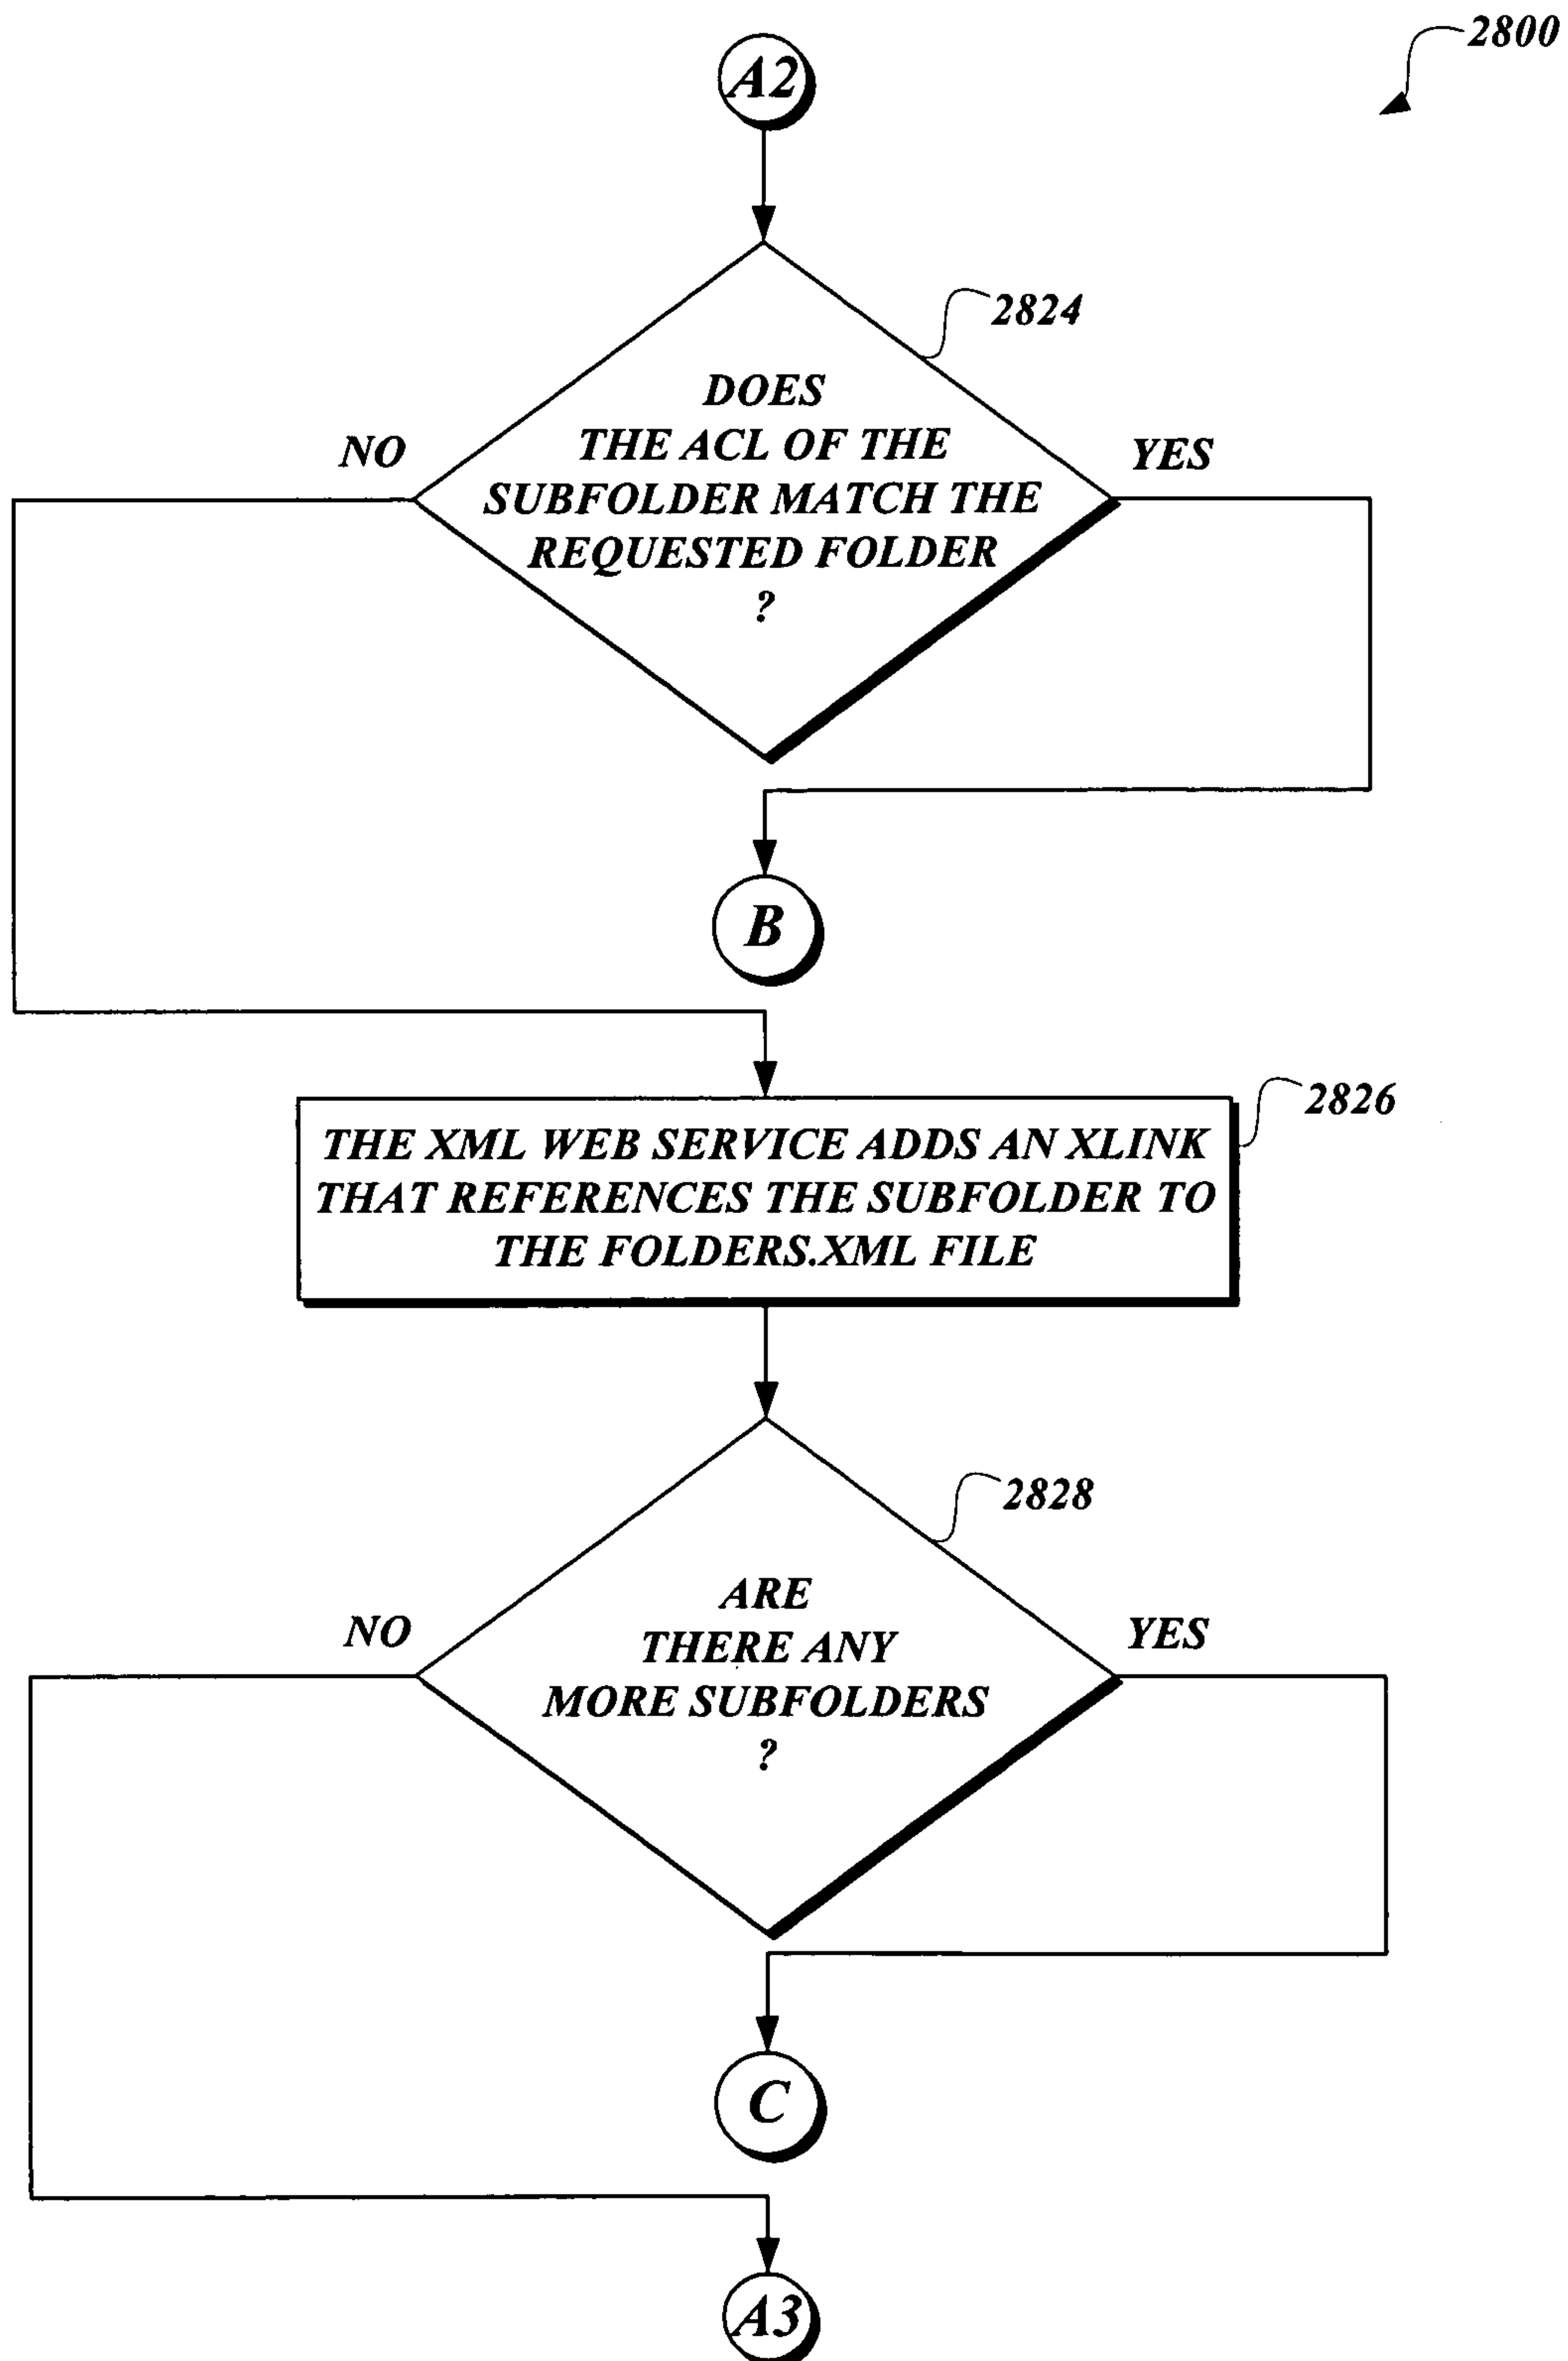 2800
A2
2824
DOES
THE ACL OF THE
SUBFOLDER MATCH THE
REQUESTED FOLDER
?
NO
YES
B
2826
THE XML WEB SERVICE ADDS AN XLINK
THAT REFERENCES THE SUBFOLDER TO
THE FOLDERS.XML FILE
2828
ARE
THERE ANY
MORE SUBFOLDERS
?
NO
YES
C
A3